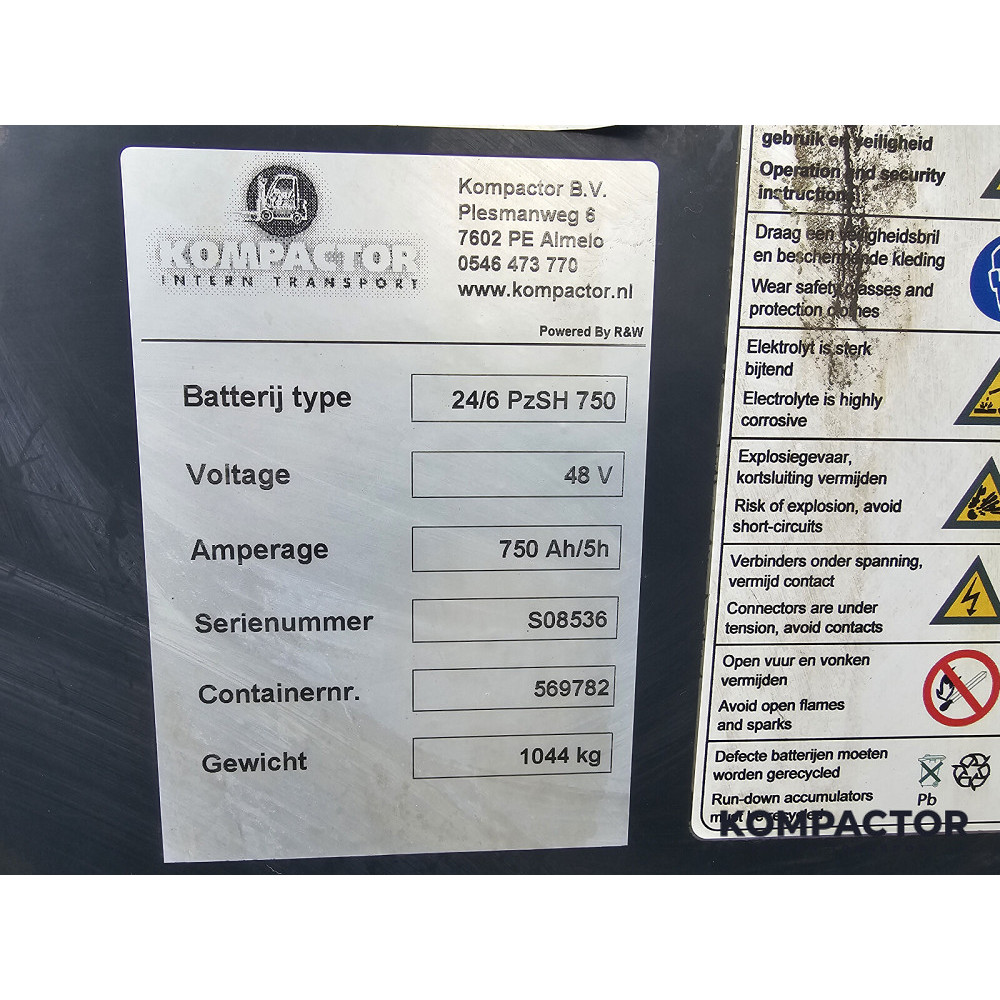 KOMPACTOR
INTERN TRANSPORT
Kompactor B.V.
Plesmanweg 6
7602 PE Almelo
0546 473 770
www.kompactor.nl
Powered By R&W
Batterij type 24/6 PzSH 750
Voltage 48 V
Amperage 750 Ah/5h
Serienummer S08536
Containernr. 569782
Gewicht 1044 kg
gebruik en veiligheid
Operation and security
instructions
Draag een veiligheidsbril
en beschermende kleding
Wear safety glasses and
protection clothes
Elektrolyt is sterk
bijtend
Electrolyte is highly
corrosive
Explosiegevaar,
kortsluiting vermijden
Risk of explosion, avoid
short-circuits
Verbinders onder spanning,
vermijd contact
Connectors are under
tension, avoid contacts
Open vuur en vonken
vermijden
Avoid open flames
and sparks
Defecte batterijen moeten
worden gerecycled
Run-down accumulators
must be recycled
Pb
KOMPACTOR